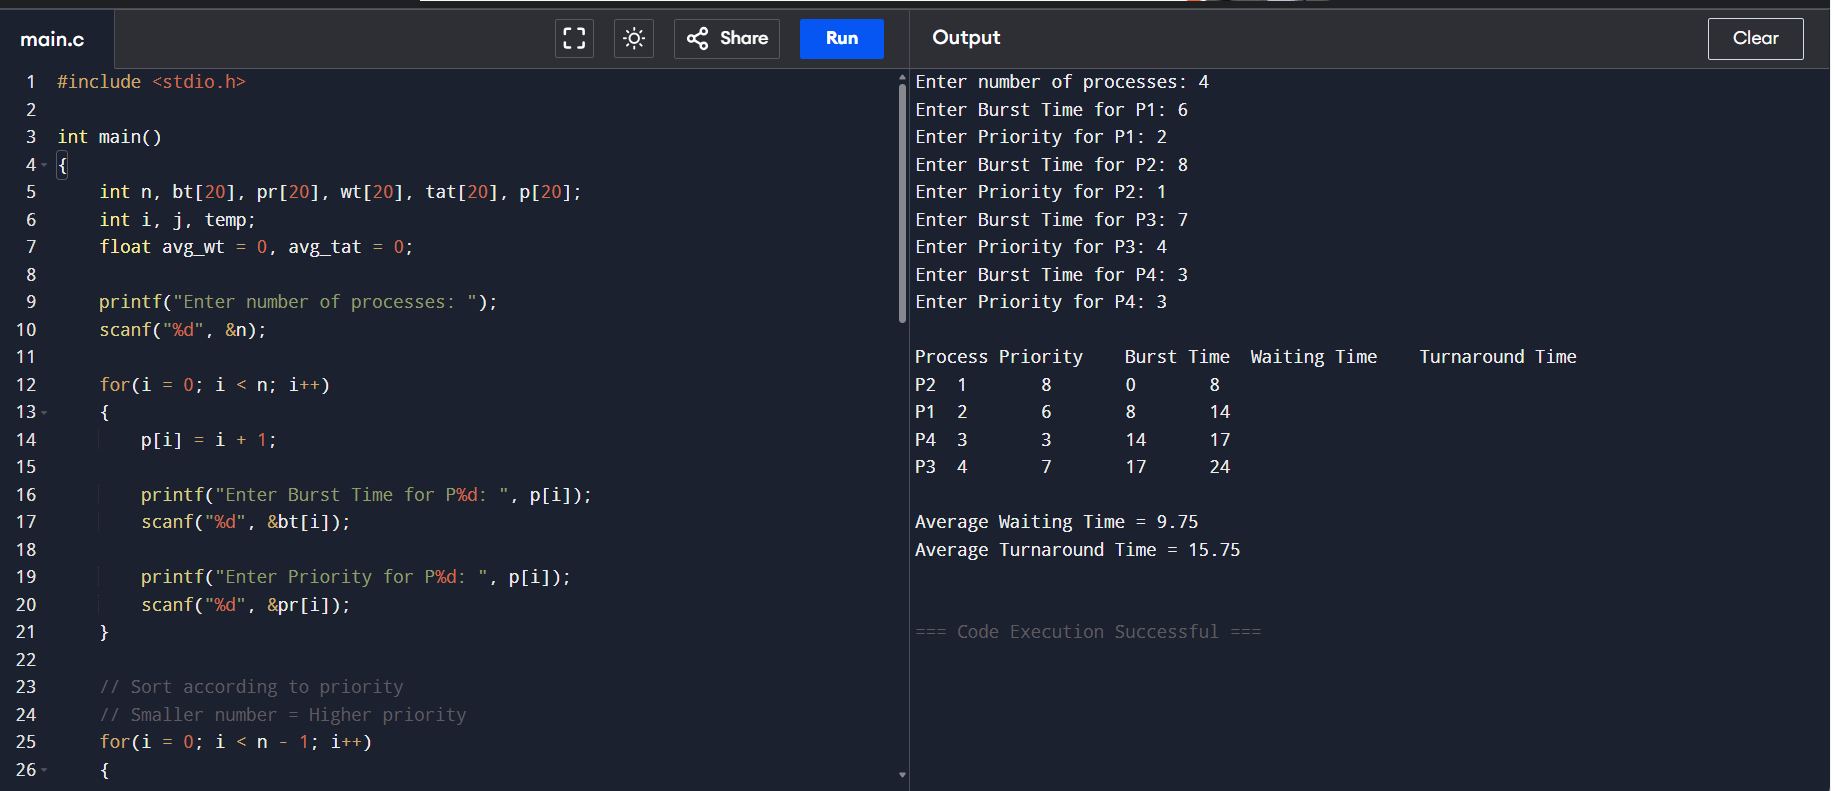 main.c
Share
Run
Output
Clear
1 #include <stdio.h>
2
3 int main()
4 {
5     int n, bt[20], pr[20], wt[20], tat[20], p[20];
6     int i, j, temp;
7     float avg_wt = 0, avg_tat = 0;
8
9     printf("Enter number of processes: ");
10     scanf("%d", &n);
11
12     for(i = 0; i < n; i++)
13     {
14         p[i] = i + 1;
15
16         printf("Enter Burst Time for P%d: ", p[i]);
17         scanf("%d", &bt[i]);
18
19         printf("Enter Priority for P%d: ", p[i]);
20         scanf("%d", &pr[i]);
21     }
22
23     // Sort according to priority
24     // Smaller number = Higher priority
25     for(i = 0; i < n - 1; i++)
26     {
Enter number of processes: 4
Enter Burst Time for P1: 6
Enter Priority for P1: 2
Enter Burst Time for P2: 8
Enter Priority for P2: 1
Enter Burst Time for P3: 7
Enter Priority for P3: 4
Enter Burst Time for P4: 3
Enter Priority for P4: 3
Process Priority    Burst Time  Waiting Time    Turnaround Time
P2  1       8       0       8
P1  2       6       8       14
P4  3       3       14      17
P3  4       7       17      24
Average Waiting Time = 9.75
Average Turnaround Time = 15.75
=== Code Execution Successful ===